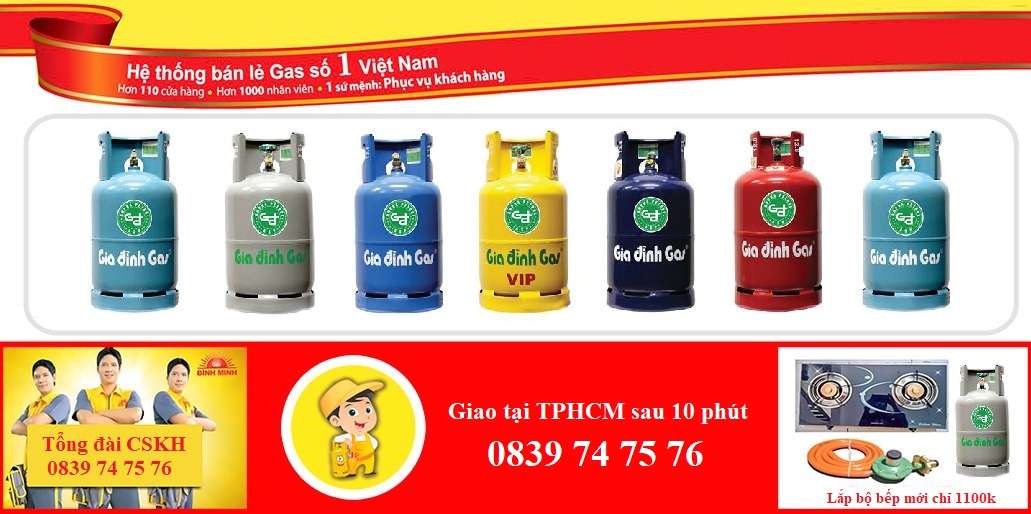 Hệ thống bán lẻ Gas số 1 Việt Nam
Hơn 110 cửa hàng • Hơn 1000 nhân viên • 1 sứ mệnh: Phục vụ khách hàng
Gia đình Gas
Gia đình Gas
Gia đình Gas
Gia đình Gas
VIP
Gia đình Gas
Gia đình Gas
Gia đình Gas
BÌNH MINH
Tổng đài CSKH
0839 74 75 76
Giao tại TPHCM sau 10 phút
0839 74 75 76
Gia đình Gas
Lắp bộ bếp mới chỉ 1100k